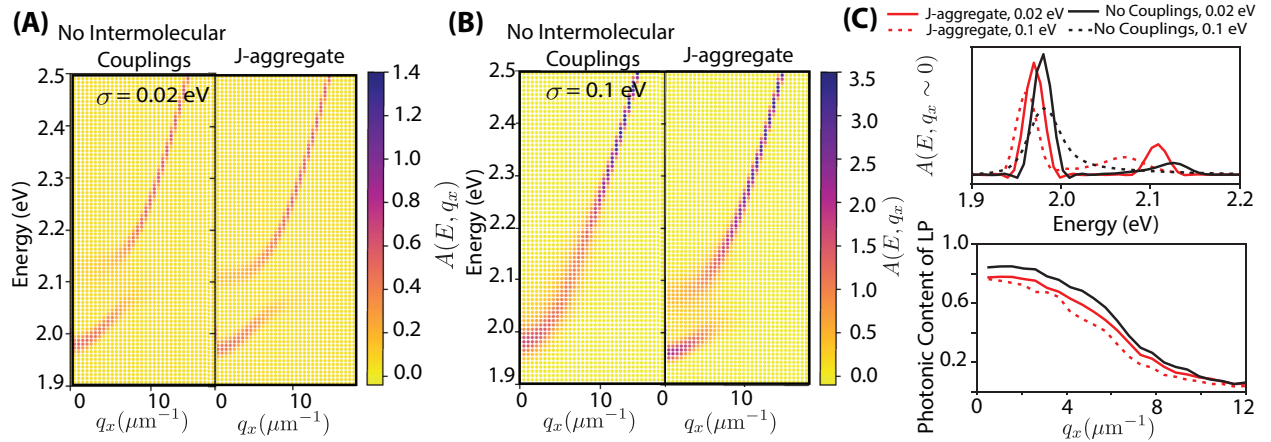 (A)
No Intermolecular
Couplings J-aggregate
σ = 0.02 eV
2.5
2.4
2.3
2.2
2.1
2.0
1.9
Energy (eV)
0 10 0 10
q_x(μm⁻¹) q_x(μm⁻¹)
1.4
1.2
1.0
0.8
0.6
0.4
0.2
0.0
A(E, q_x)
(B)
No Intermolecular
Couplings J-aggregate
σ = 0.1 eV
2.5
2.4
2.3
2.2
2.1
2.0
1.9
Energy (eV)
0 10 0 10
q_x(μm⁻¹) q_x(μm⁻¹)
3.5
3.0
2.5
2.0
1.5
1.0
0.5
0.0
A(E, q_x)
(C)
J-aggregate, 0.02 eV No Couplings, 0.02 eV
J-aggregate, 0.1 eV No Couplings, 0.1 eV
A(E, q_x ∼ 0)
1.9 2.0 2.1 2.2
Energy (eV)
Photonic Content of LP
1.0
0.6
0.2
0 4 8 12
q_x(μm⁻¹)